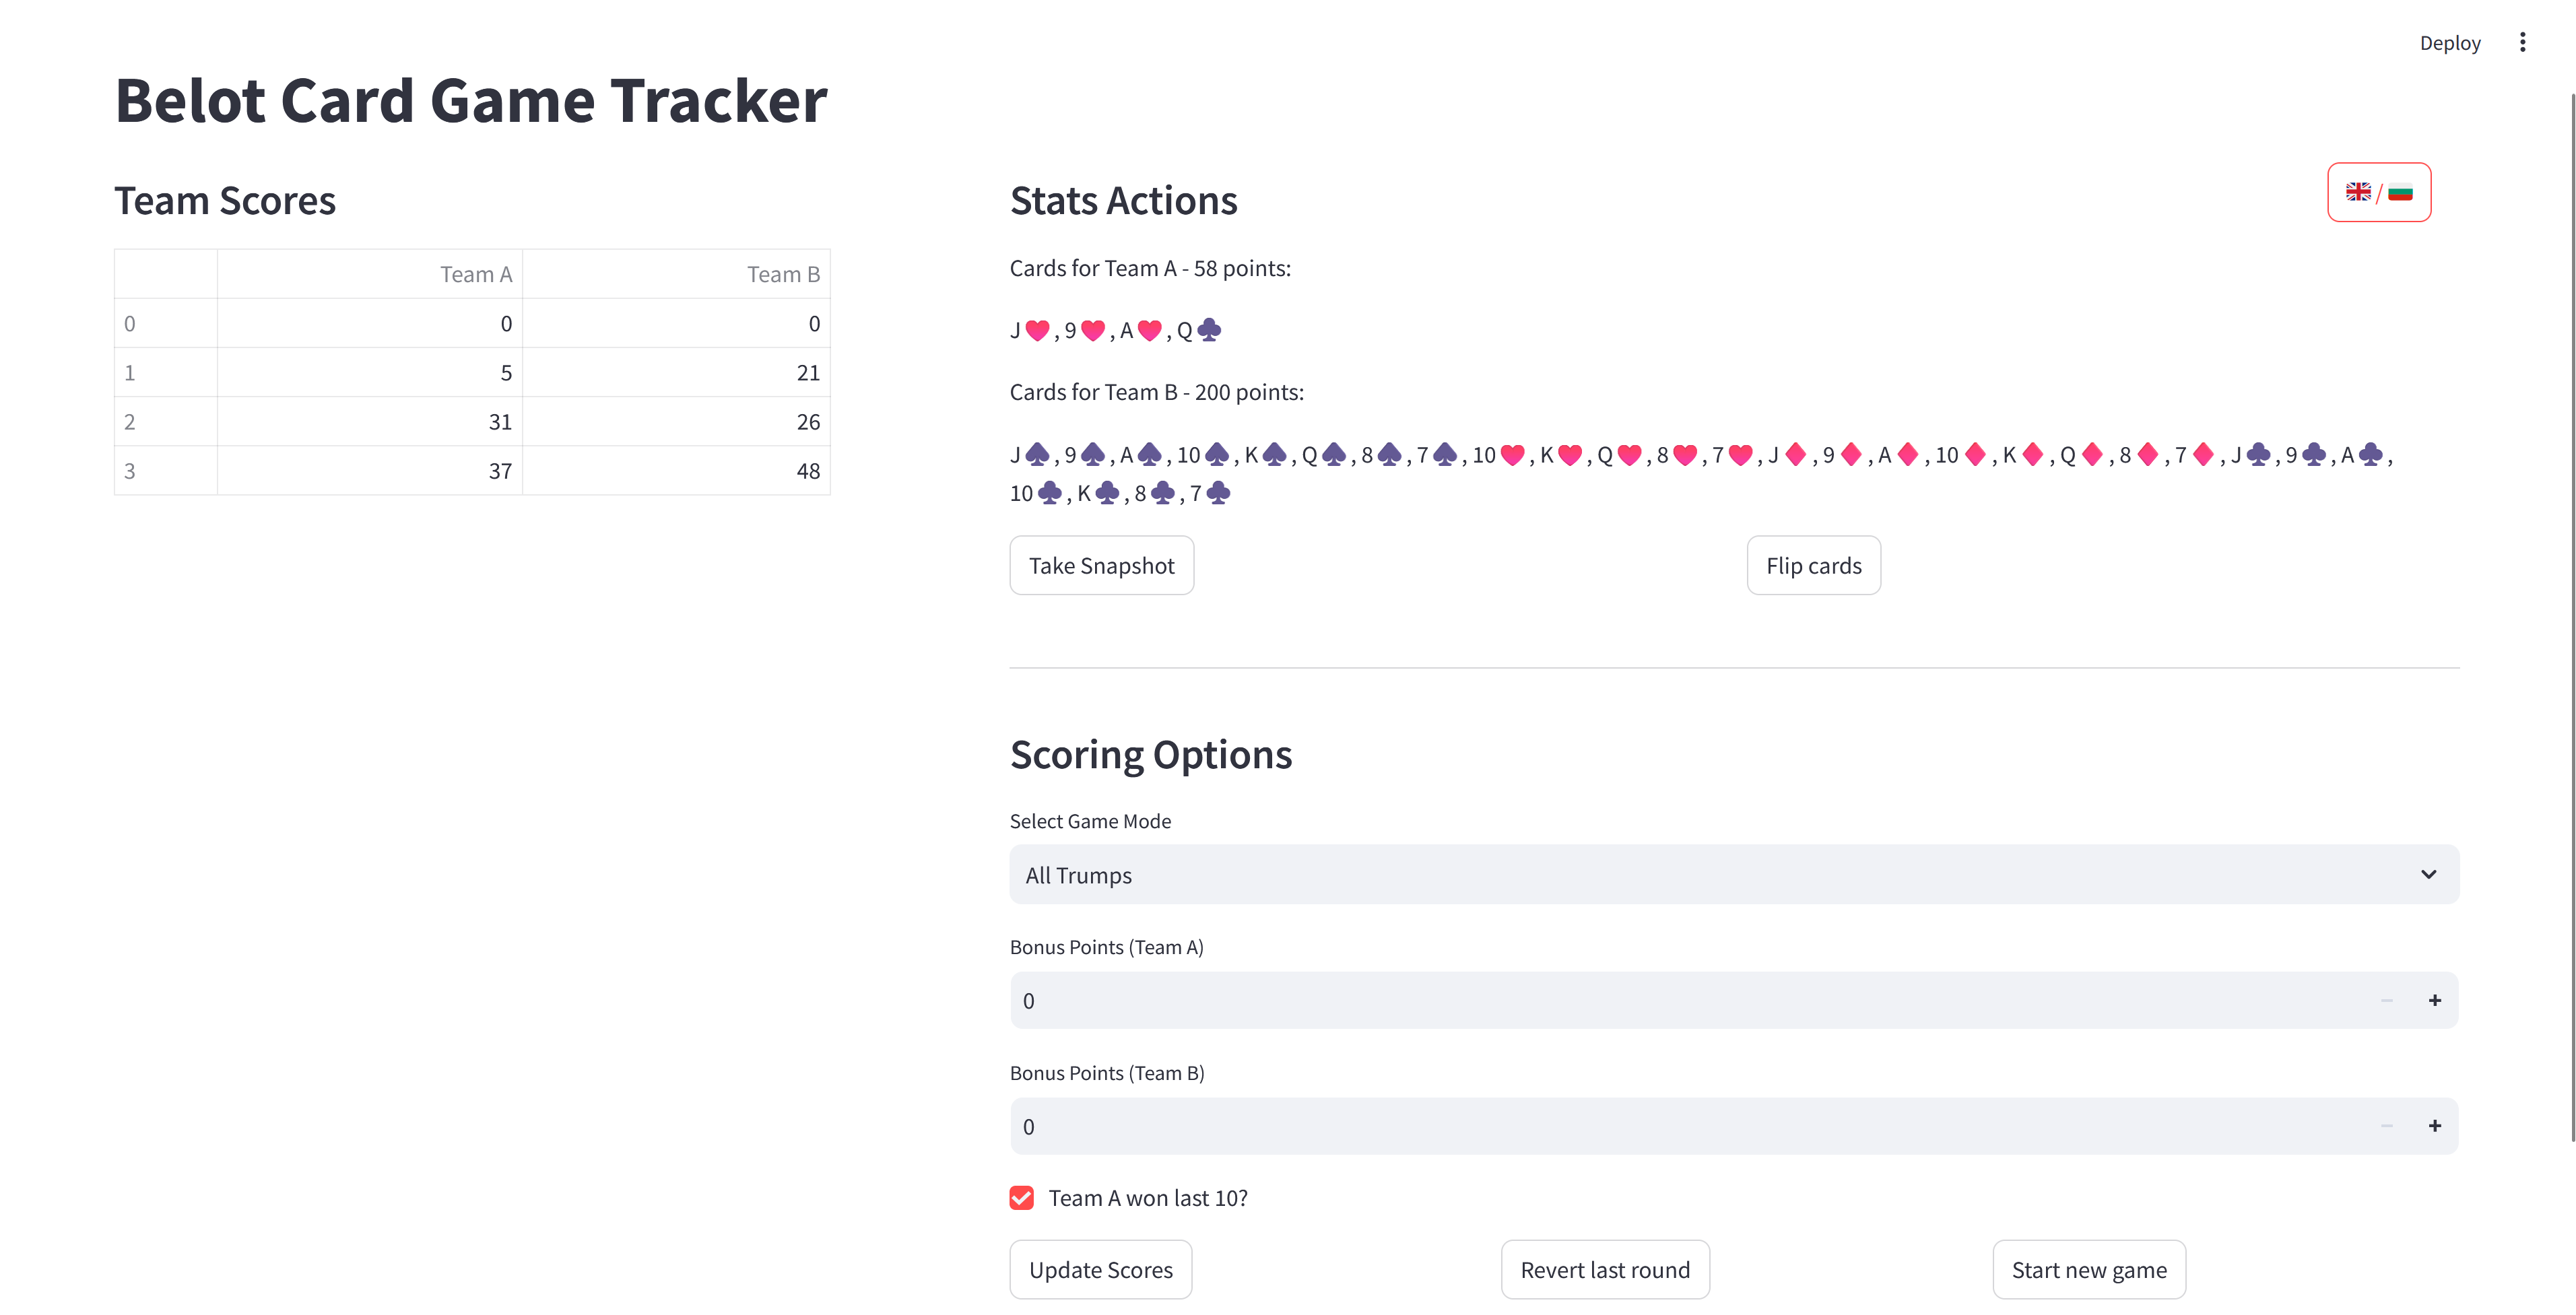 Deploy
Belot Card Game Tracker
Team Scores
Team A Team B
0 0 0
1 5 21
2 31 26
3 37 48
Stats Actions
🇬🇧/🇧🇬
Cards for Team A - 58 points:
J♥, 9♥, A♥, Q♣
Cards for Team B - 200 points:
J♠, 9♠, A♠, 10♠, K♠, Q♠, 8♠, 7♠, 10♥, K♥, Q♥, 8♥, 7♥, J♦, 9♦, A♦, 10♦, K♦, Q♦, 8♦, 7♦, J♣, 9♣, A♣,
10♣, K♣, 8♣, 7♣
Take Snapshot
Flip cards
Scoring Options
Select Game Mode
All Trumps
Bonus Points (Team A)
0
Bonus Points (Team B)
0
Team A won last 10?
Update Scores
Revert last round
Start new game